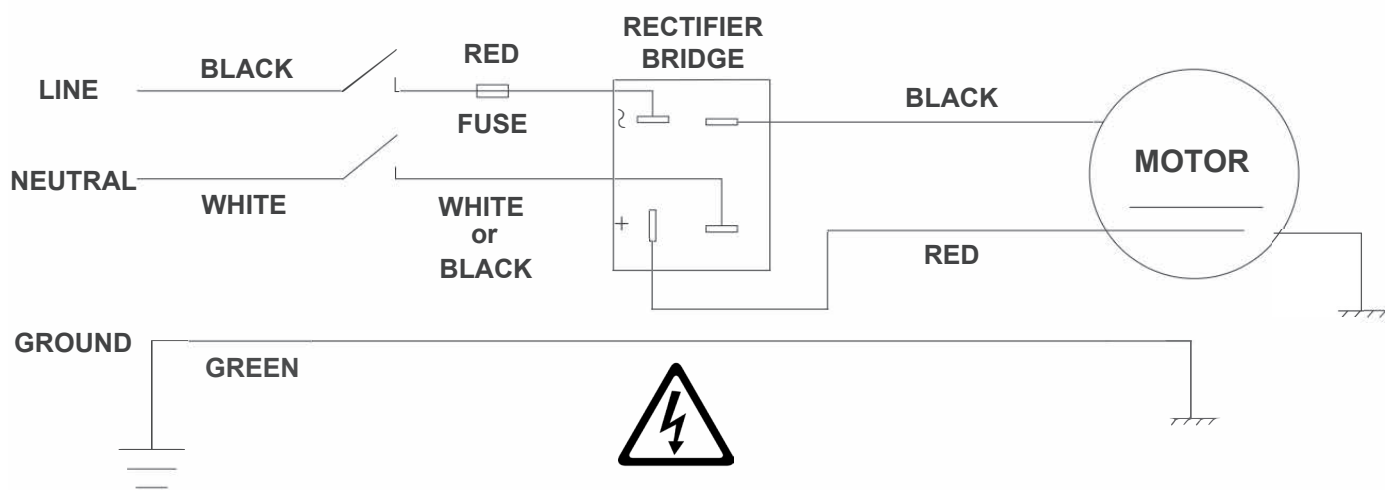 RECTIFIER
BRIDGE
LINE
BLACK
RED
FUSE
~
BLACK
NEUTRAL
WHITE
WHITE
or
BLACK
+
MOTOR
RED
GROUND
GREEN